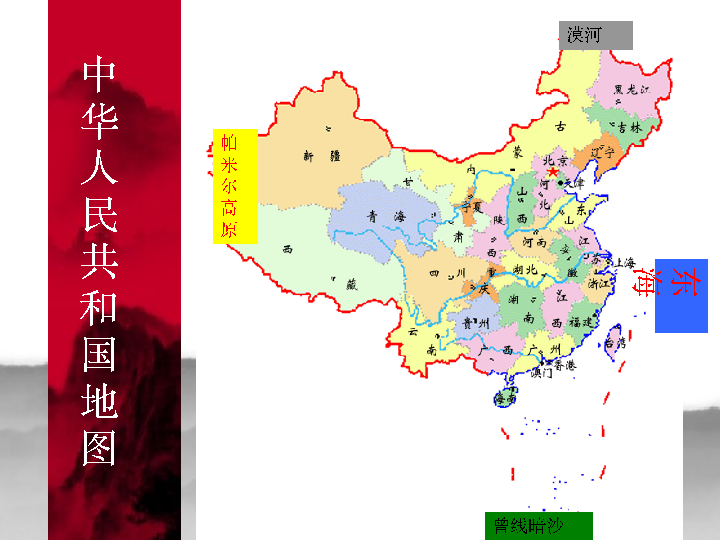 中华人民共和国地图
漠河
帕米尔高原
东海
曾线暗沙
黑龙江
吉林
辽宁
内蒙古
北京
天津
河北
山西
山东
新疆
甘肃
宁夏
青海
陕西
河南
江苏
安徽
上海
西藏
四川
重庆
湖北
浙江
湖南
江西
福建
贵州
云南
广西
广州
台湾
香港
澳门
海南